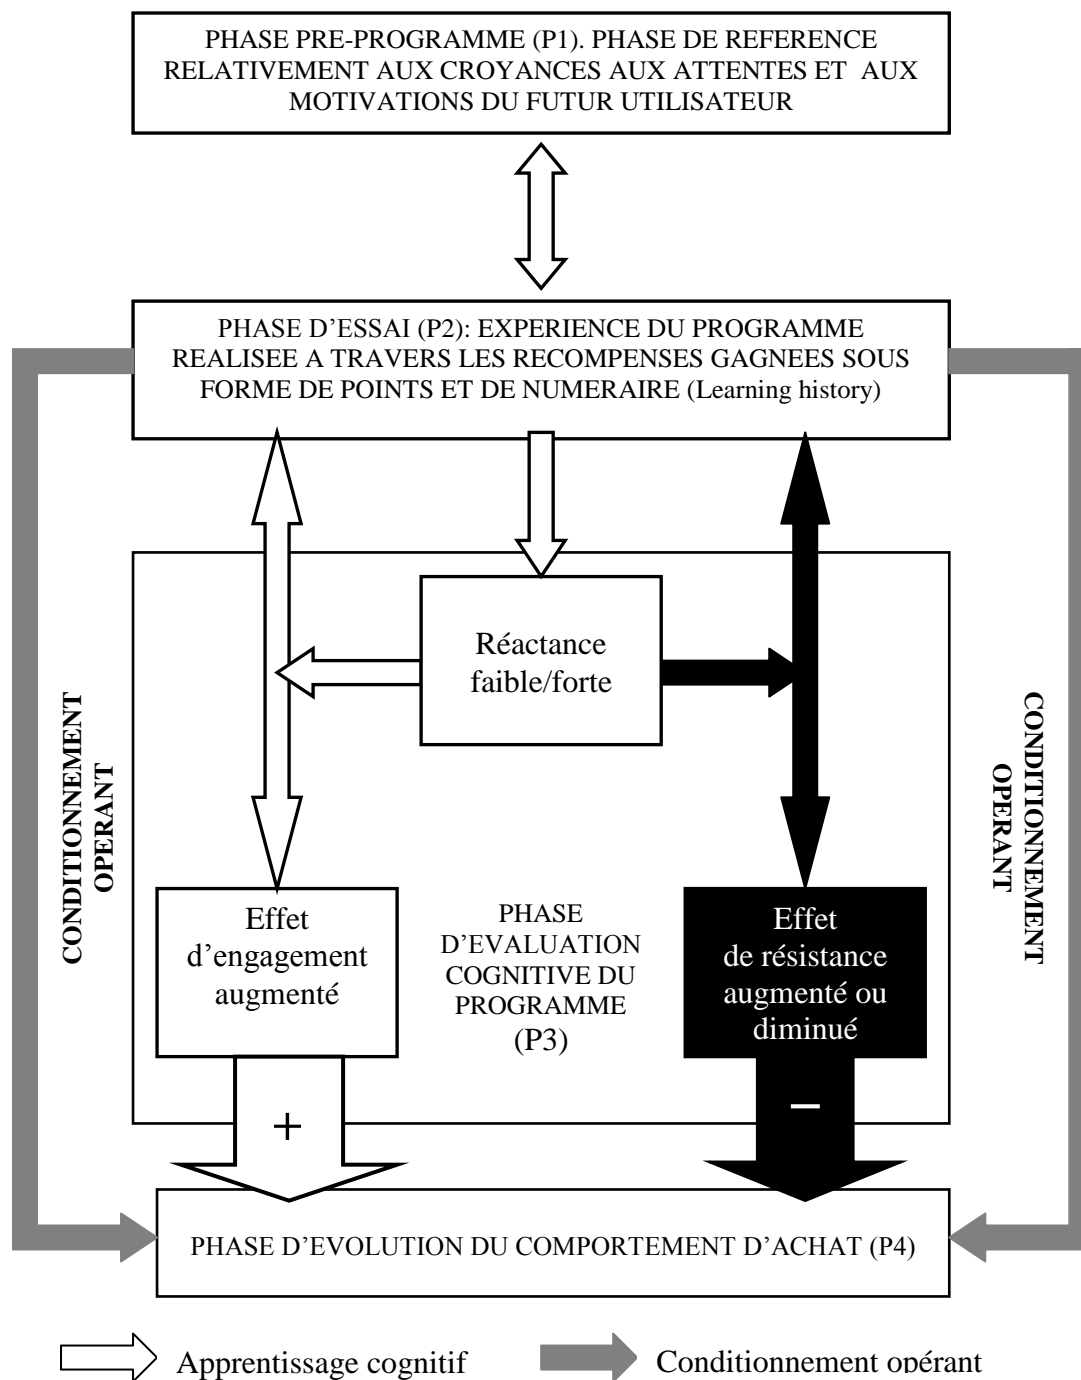 PHASE PRE-PROGRAMME (P1). PHASE DE REFERENCE
RELATIVEMENT AUX CROYANCES AUX ATTENTES ET AUX
MOTIVATIONS DU FUTUR UTILISATEUR
PHASE D’ESSAI (P2): EXPERIENCE DU PROGRAMME
REALISEE A TRAVERS LES RECOMPENSES GAGNEES SOUS
FORME DE POINTS ET DE NUMERAIRE (Learning history)
Réactance
faible/forte
CONDITIONNEMENT
OPERANT
CONDITIONNEMENT
OPERANT
Effet
d’engagement
augmenté
PHASE
D’EVALUATION
COGNITIVE DU
PROGRAMME
(P3)
Effet
de résistance
augmenté ou
diminué
+
–
PHASE D’EVOLUTION DU COMPORTEMENT D’ACHAT (P4)
Apprentissage cognitif
Conditionnement opérant